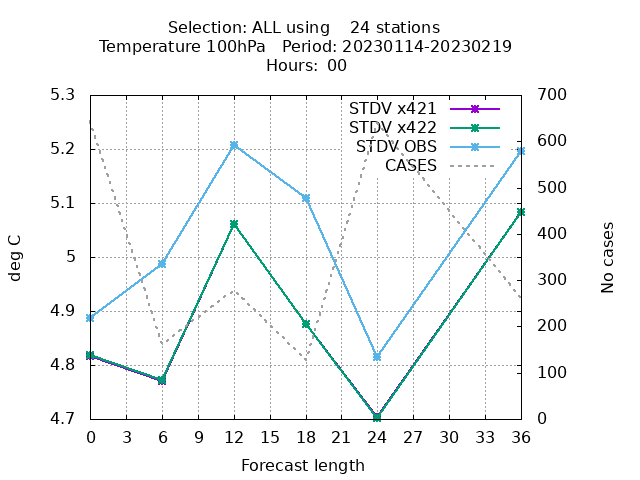 Selection: ALL using    24 stations
Temperature 100hPa   Period: 20230114-20230219
Hours:  00
5.3 700
STDV x421
STDV x422
STDV OBS
CASES
5.2 600
5.1 500
5 400
4.9 300
4.8 200
4.7 100
0
deg C
No cases
0 3 6 9 12 15 18 21 24 27 30 33 36
Forecast length